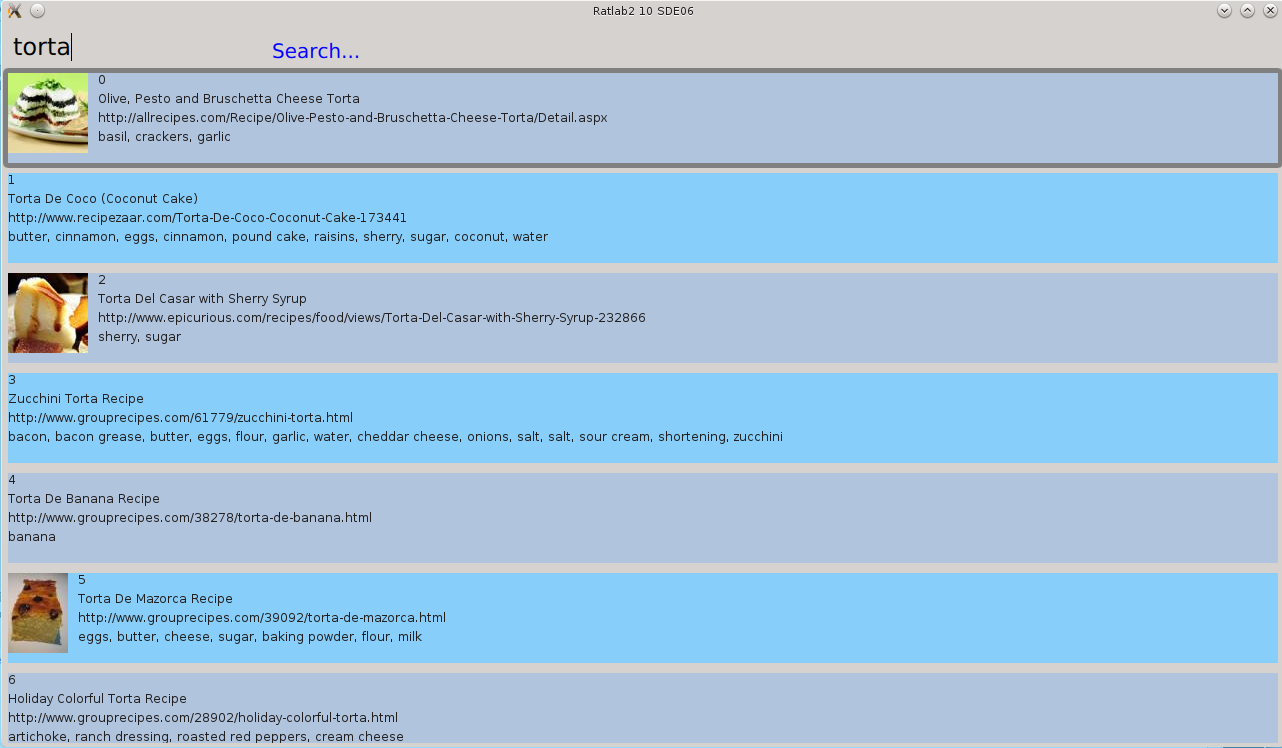 Ratlab2 10 SDE06
torta
Search...
0
Olive, Pesto and Bruschetta Cheese Torta
http://allrecipes.com/Recipe/Olive-Pesto-and-Bruschetta-Cheese-Torta/Detail.aspx
basil, crackers, garlic
1
Torta De Coco (Coconut Cake)
http://www.recipezaar.com/Torta-De-Coco-Coconut-Cake-173441
butter, cinnamon, eggs, cinnamon, pound cake, raisins, sherry, sugar, coconut, water
2
Torta Del Casar with Sherry Syrup
http://www.epicurious.com/recipes/food/views/Torta-Del-Casar-with-Sherry-Syrup-232866
sherry, sugar
3
Zucchini Torta Recipe
http://www.grouprecipes.com/61779/zucchini-torta.html
bacon, bacon grease, butter, eggs, flour, garlic, water, cheddar cheese, onions, salt, salt, sour cream, shortening, zucchini
4
Torta De Banana Recipe
http://www.grouprecipes.com/38278/torta-de-banana.html
banana
5
Torta De Mazorca Recipe
http://www.grouprecipes.com/39092/torta-de-mazorca.html
eggs, butter, cheese, sugar, baking powder, flour, milk
6
Holiday Colorful Torta Recipe
http://www.grouprecipes.com/28902/holiday-colorful-torta.html
artichoke, ranch dressing, roasted red peppers, cream cheese